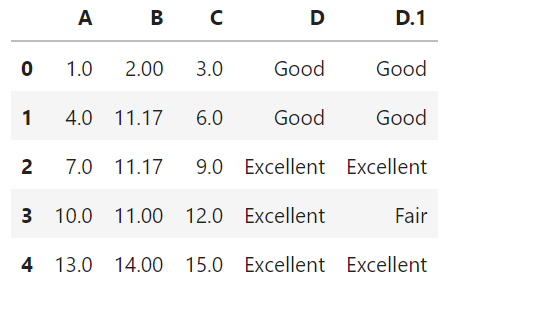 A B C D D.1
0 1.0 2.00 3.0 Good Good
1 4.0 11.17 6.0 Good Good
2 7.0 11.17 9.0 Excellent Excellent
3 10.0 11.00 12.0 Excellent Fair
4 13.0 14.00 15.0 Excellent Excellent